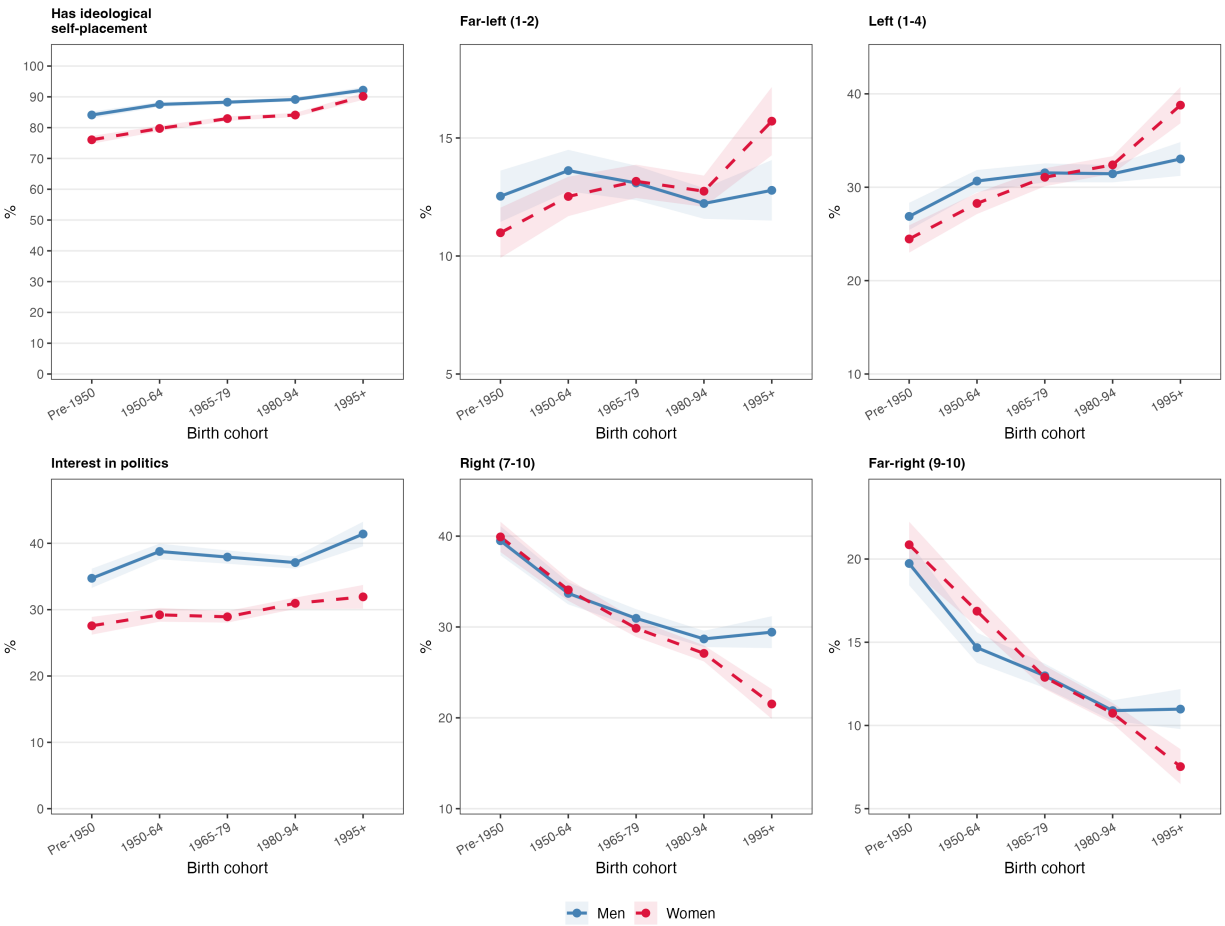 Has ideological
self-placement
%
100
90
80
70
60
50
40
30
20
10
0
Pre-1950
1950-64
1965-79
1980-94
1995+
Birth cohort
Far-left (1-2)
%
15
10
5
Pre-1950
1950-64
1965-79
1980-94
1995+
Birth cohort
Left (1-4)
%
40
30
20
10
Pre-1950
1950-64
1965-79
1980-94
1995+
Birth cohort
Interest in politics
%
40
30
20
10
0
Pre-1950
1950-64
1965-79
1980-94
1995+
Birth cohort
Right (7-10)
%
40
30
20
10
Pre-1950
1950-64
1965-79
1980-94
1995+
Birth cohort
Far-right (9-10)
%
20
15
10
5
Pre-1950
1950-64
1965-79
1980-94
1995+
Birth cohort
Men
Women